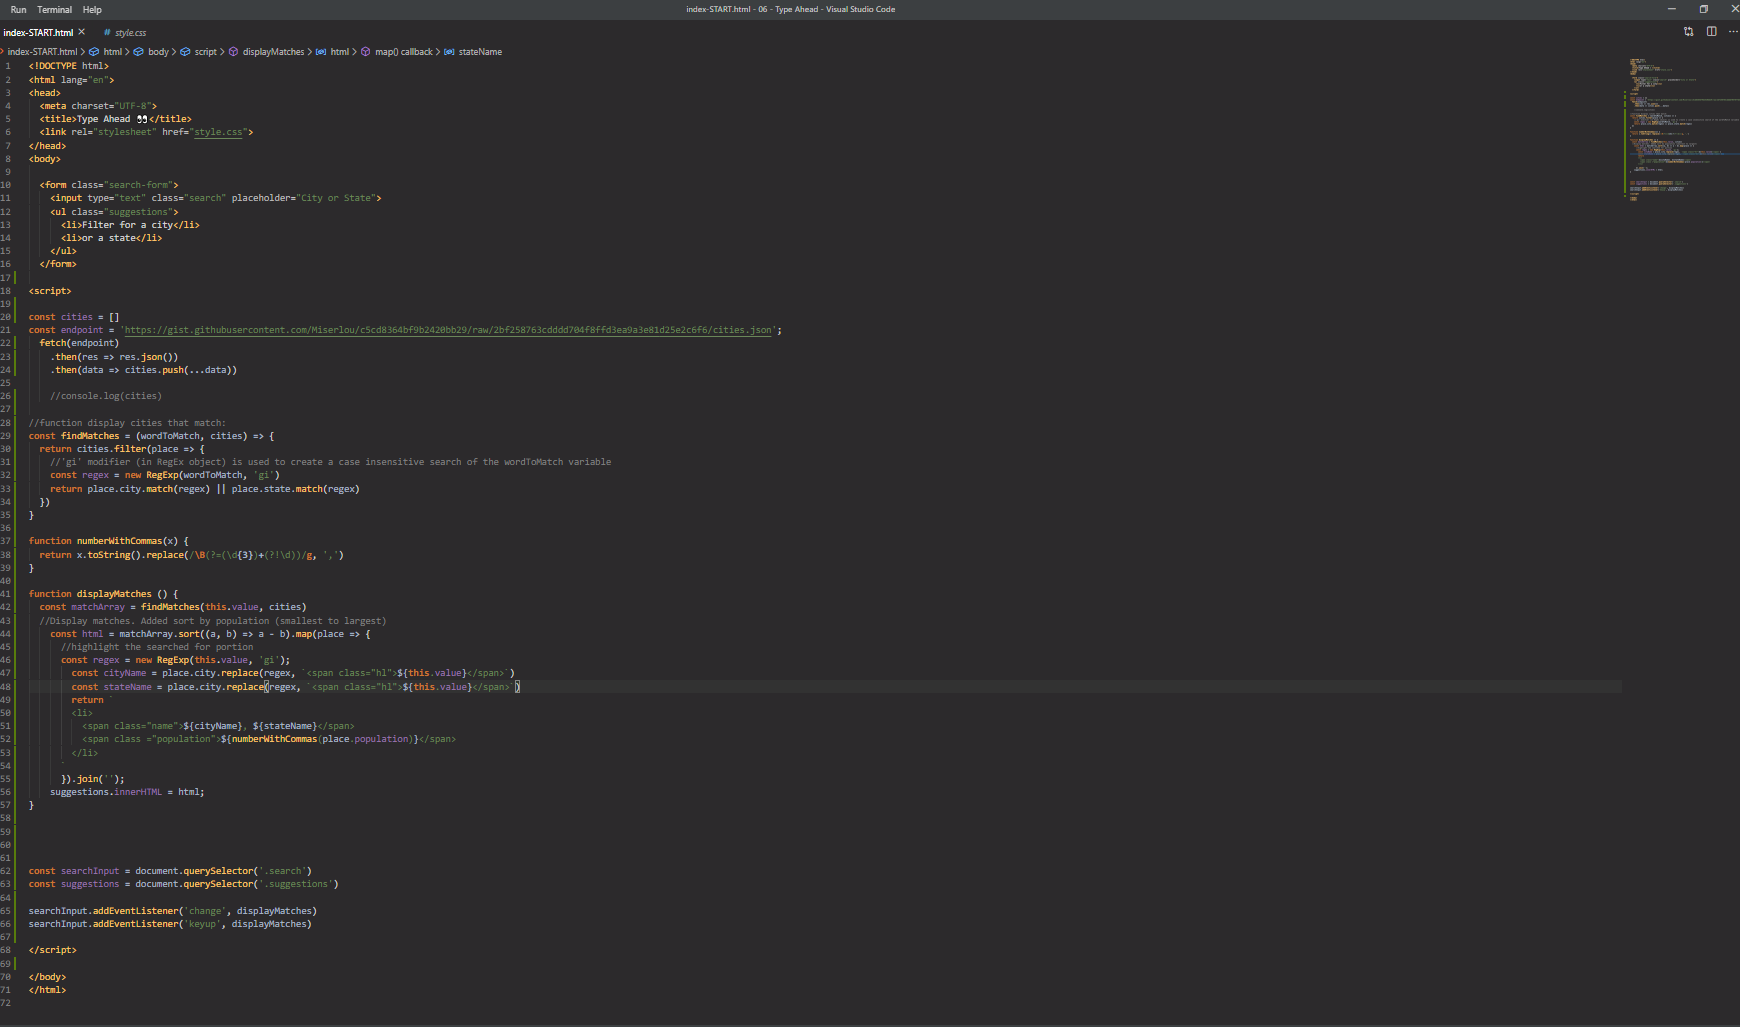 Run Terminal Help index-START.html - 06 - Type Ahead - Visual Studio Code
index-START.html # style.css
index-START.html > html > body > script > displayMatches > html > map() callback > stateName
1 <!DOCTYPE html>
2 <html lang="en">
3 <head>
4 <meta charset="UTF-8">
5 <title>Type Ahead 👀</title>
6 <link rel="stylesheet" href="style.css">
7 </head>
8 <body>
9
10 <form class="search-form">
11 <input type="text" class="search" placeholder="City or State">
12 <ul class="suggestions">
13 <li>Filter for a city</li>
14 <li>or a state</li>
15 </ul>
16 </form>
17
18 <script>
19
20 const cities = []
21 const endpoint = 'https://gist.githubusercontent.com/Miserlou/c5cd8364bf9b2420bb29/raw/2bf258763cdddd704f8ffd3ea9a3e81d25e2c6f6/cities.json';
22 fetch(endpoint)
23 .then(res => res.json())
24 .then(data => cities.push(...data))
25
26 //console.log(cities)
27
28 //function display cities that match:
29 const findMatches = (wordToMatch, cities) => {
30 return cities.filter(place => {
31 //'gi' modifier (in RegEx object) is used to create a case insensitive search of the wordToMatch variable
32 const regex = new RegExp(wordToMatch, 'gi')
33 return place.city.match(regex) || place.state.match(regex)
34 })
35 }
36
37 function numberWithCommas(x) {
38 return x.toString().replace(/\B(?=(\d{3})+(?!\d))/g, ',')
39 }
40
41 function displayMatches () {
42 const matchArray = findMatches(this.value, cities)
43 //Display matches. Added sort by population (smallest to largest)
44 const html = matchArray.sort((a, b) => a - b).map(place => {
45 //highlight the searched for portion
46 const regex = new RegExp(this.value, 'gi');
47 const cityName = place.city.replace(regex, `<span class="hl">${this.value}</span>`)
48 const stateName = place.city.replace(regex, `<span class="hl">${this.value}</span>`)
49 return `
50 <li>
51 <span class="name">${cityName}, ${stateName}</span>
52 <span class ="population">${numberWithCommas(place.population)}</span>
53 </li>
54 `
55 }).join('');
56 suggestions.innerHTML = html;
57 }
58
59
60
61
62 const searchInput = document.querySelector('.search')
63 const suggestions = document.querySelector('.suggestions')
64
65 searchInput.addEventListener('change', displayMatches)
66 searchInput.addEventListener('keyup', displayMatches)
67
68 </script>
69
70 </body>
71 </html>
72